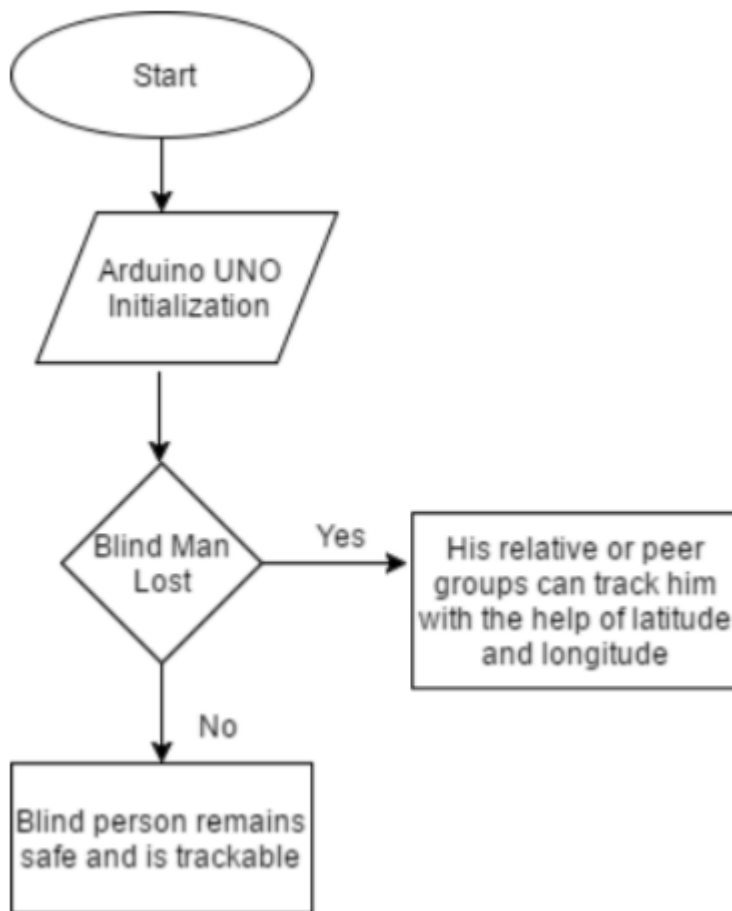 Start
Arduino UNO
Initialization
Blind Man
Lost
Yes
His relative or peer
groups can track him
with the help of latitude
and longitude
No
Blind person remains
safe and is trackable